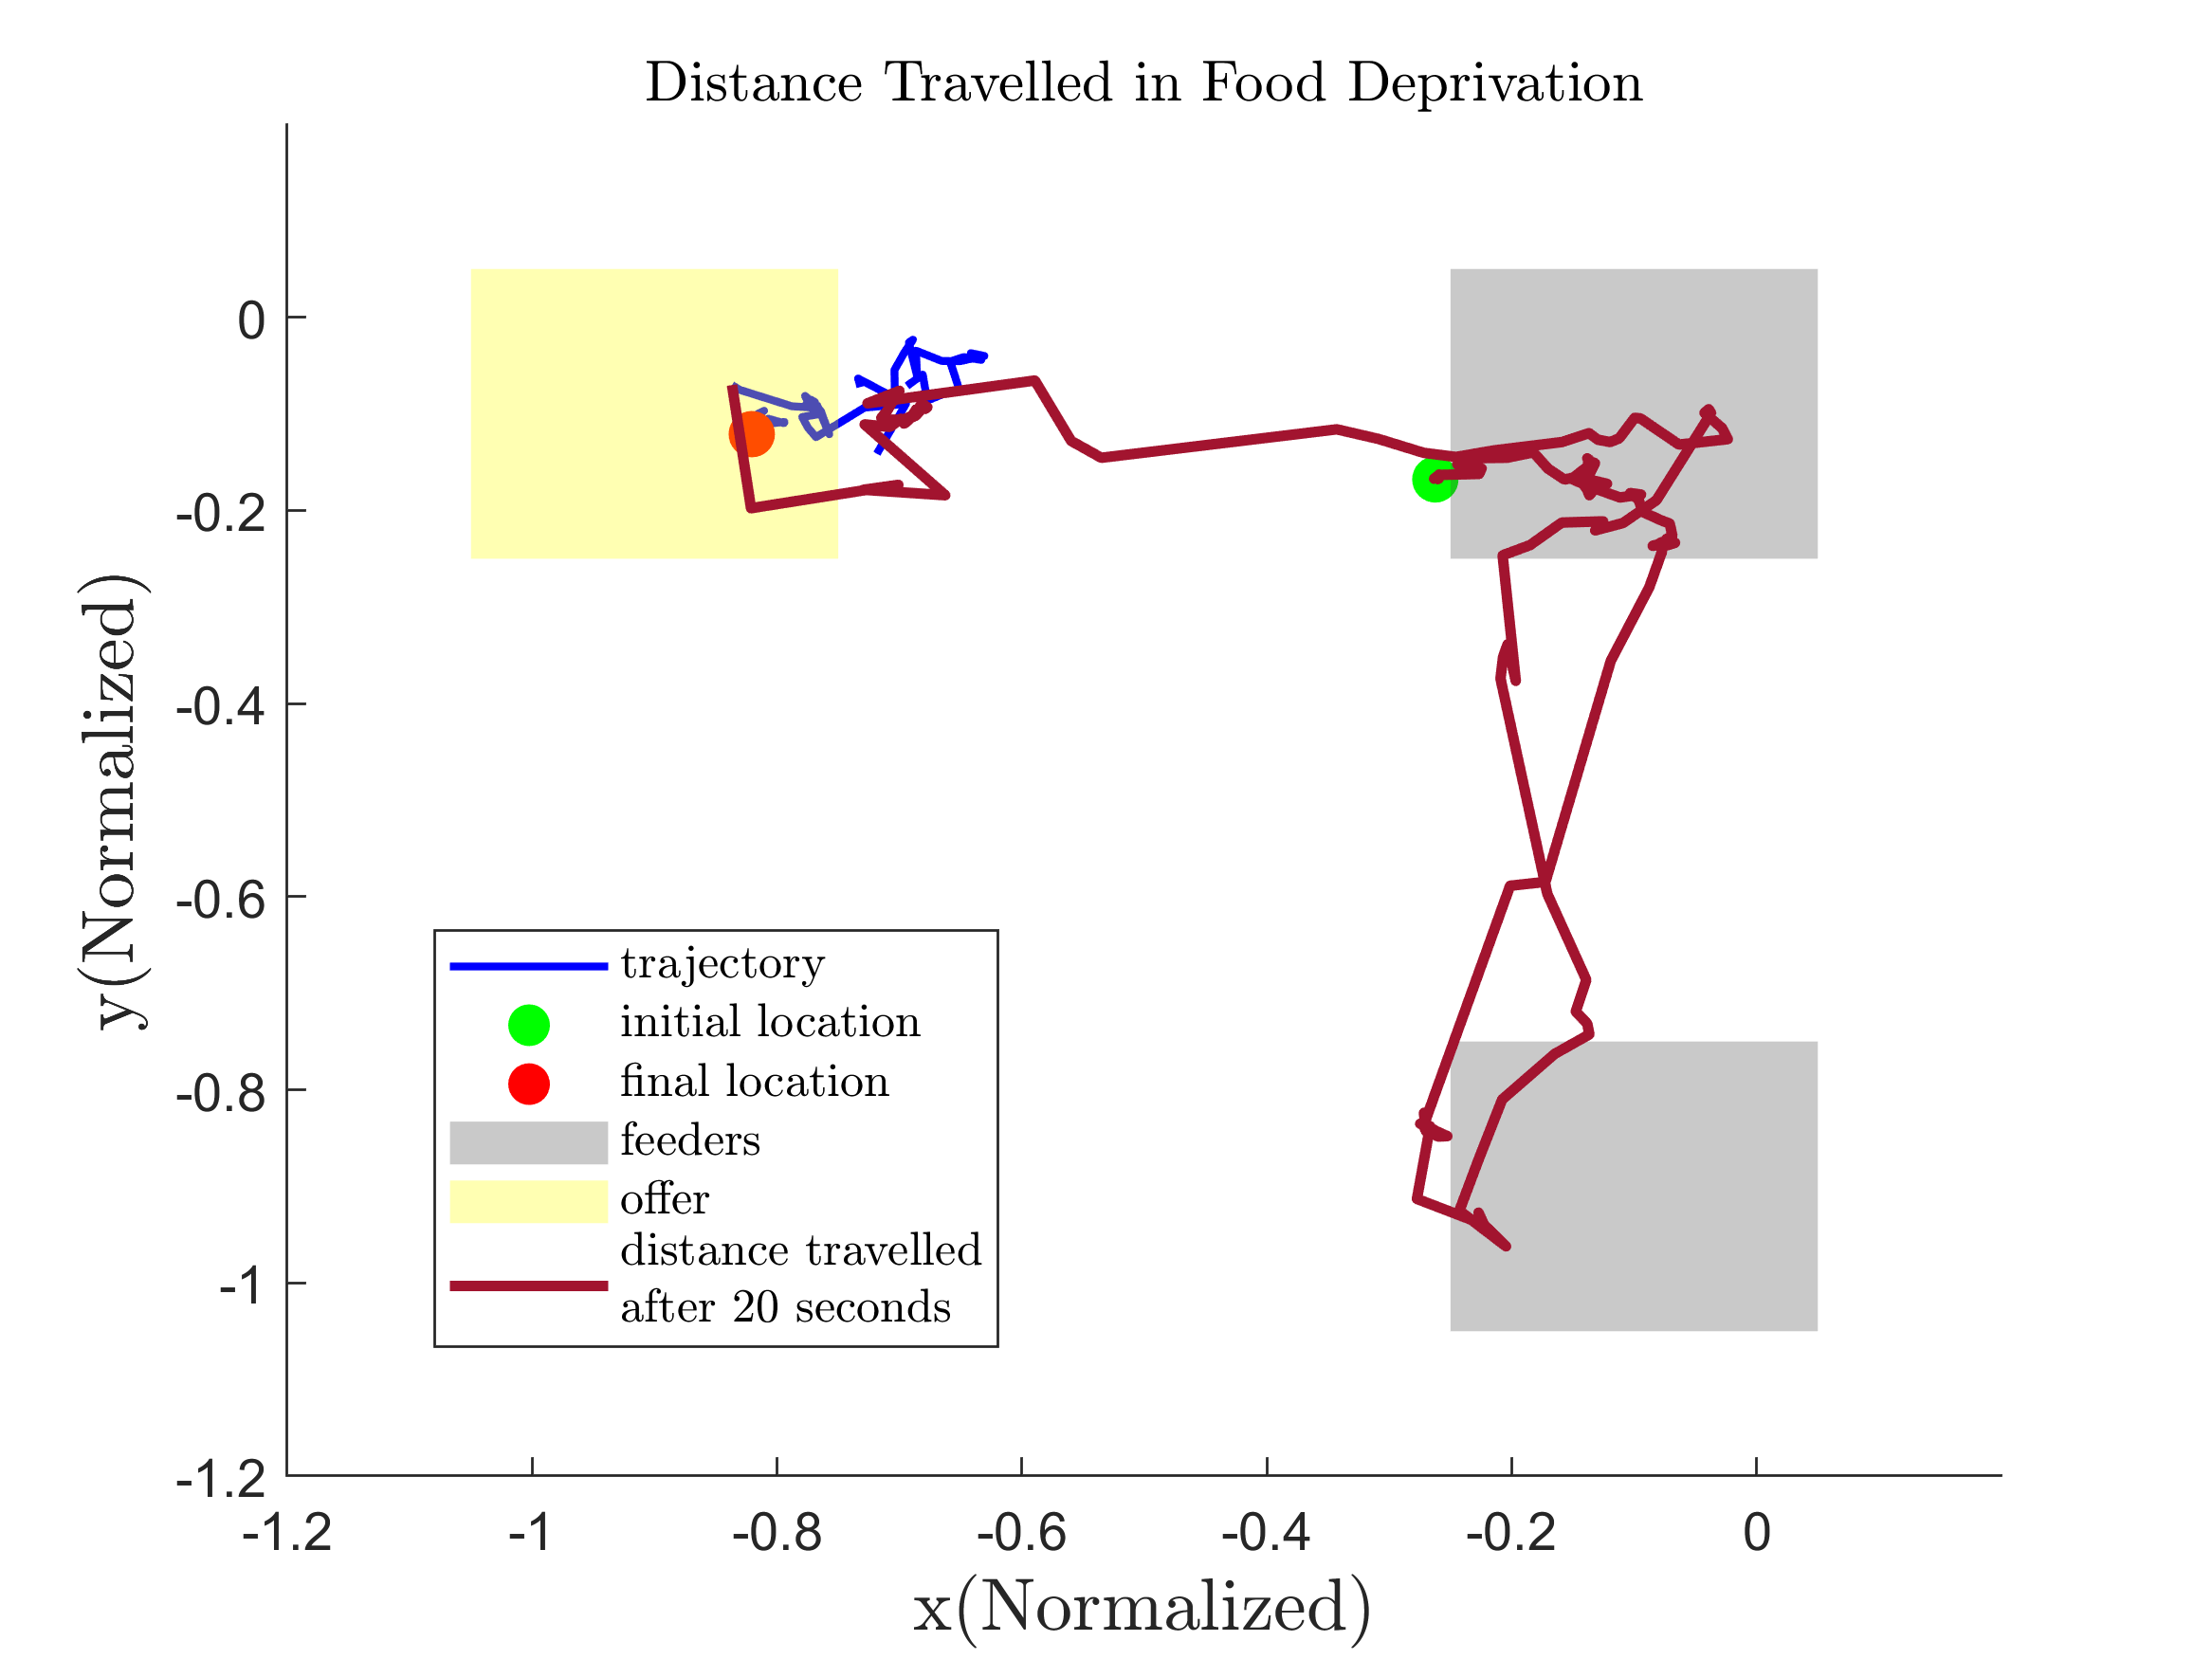 Distance Travelled in Food Deprivation
y(Normalized)
0
-0.2
-0.4
-0.6
-0.8
-1
-1.2
trajectory
initial location
final location
feeders
offer
distance travelled
after 20 seconds
-1.2 -1 -0.8 -0.6 -0.4 -0.2 0
x(Normalized)